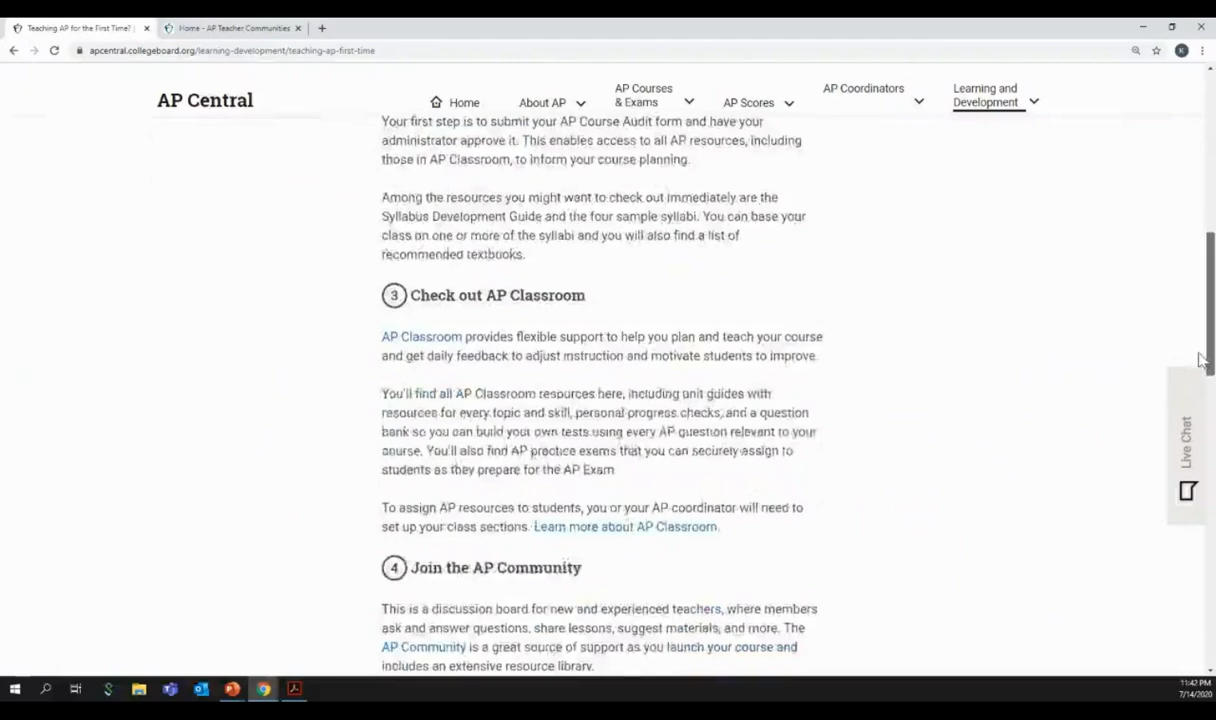 Teaching AP for the First Time?
Home - AP Teacher Communities
apcentral.collegeboard.org/learning-development/teaching-ap-first-time
K
AP Central
Home
About AP
AP Courses
& Exams
AP Scores
AP Coordinators
Learning and
Development
Your first step is to submit your AP Course Audit form and have your
administrator approve it. This enables access to all AP resources, including
those in AP Classroom, to inform your course planning.
Among the resources you might want to check out immediately are the
Syllabus Development Guide and the four sample syllabi. You can base your
class on one or more of the syllabi and you will also find a list of
recommended textbooks.
3 Check out AP Classroom
AP Classroom provides flexible support to help you plan and teach your course
and get daily feedback to adjust instruction and motivate students to improve.
You'll find all AP Classroom resources here, including unit guides with
resources for every topic and skill, personal progress checks, and a question
bank so you can build your own tests using every AP question relevant to your
course. You'll also find AP practice exams that you can securely assign to
students as they prepare for the AP Exam
To assign AP resources to students, you or your AP coordinator will need to
set up your class sections. Learn more about AP Classroom.
4 Join the AP Community
This is a discussion board for new and experienced teachers, where members
ask and answer questions, share lessons, suggest materials, and more. The
AP Community is a great source of support as you launch your course and
includes an extensive resource library.
Live Chat
11:42 PM
7/14/2020